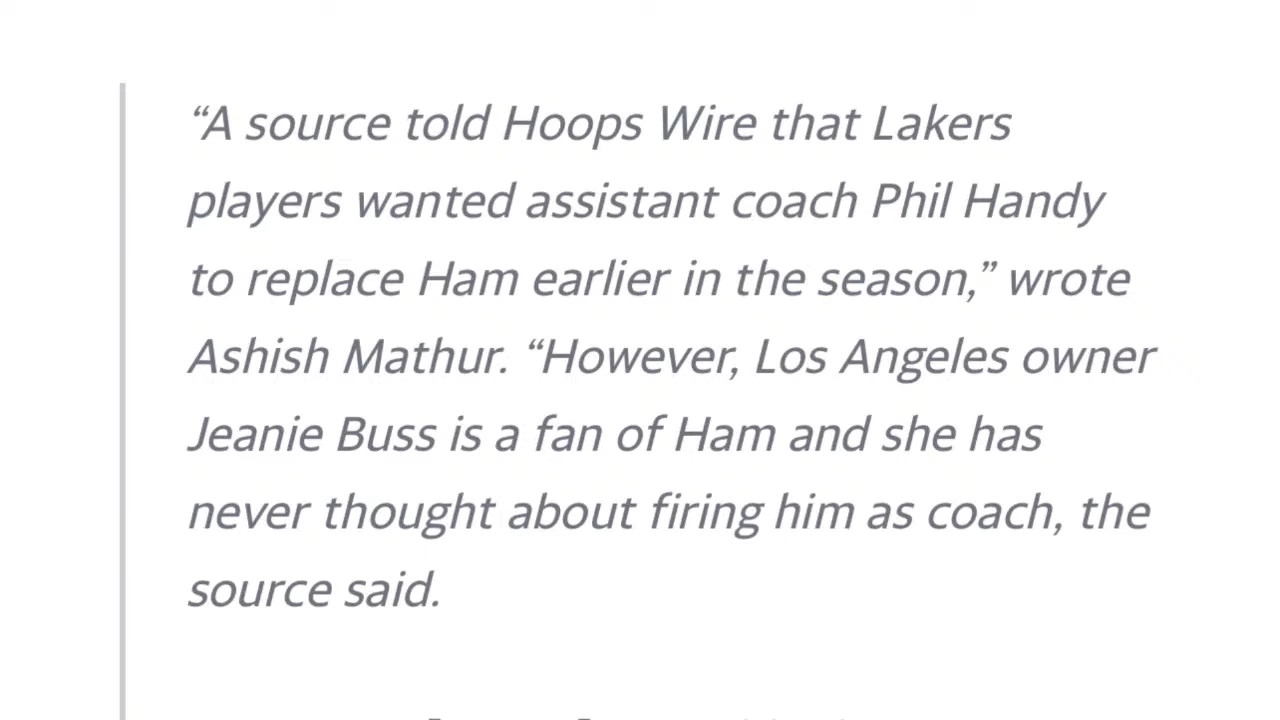 “A source told Hoops Wire that Lakers
players wanted assistant coach Phil Handy
to replace Ham earlier in the season,” wrote
Ashish Mathur. “However, Los Angeles owner
Jeanie Buss is a fan of Ham and she has
never thought about firing him as coach, the
source said.